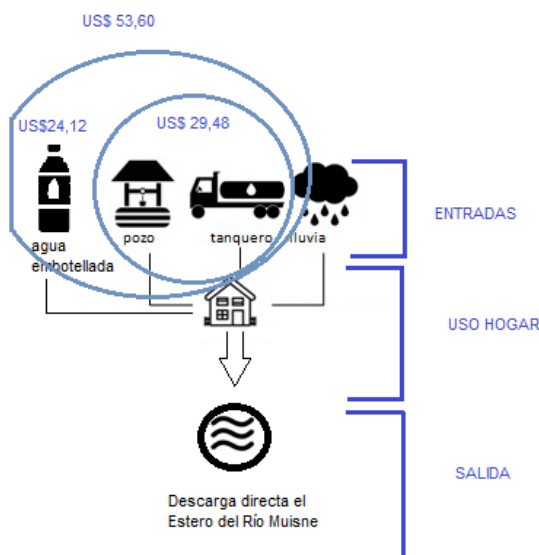 US$ 53,60
US$24,12
US$ 29,48
agua
embotellada
pozo
tanquero
lluvia
ENTRADAS
USO HOGAR
SALIDA
Descarga directa el
Estero del Río Muisne